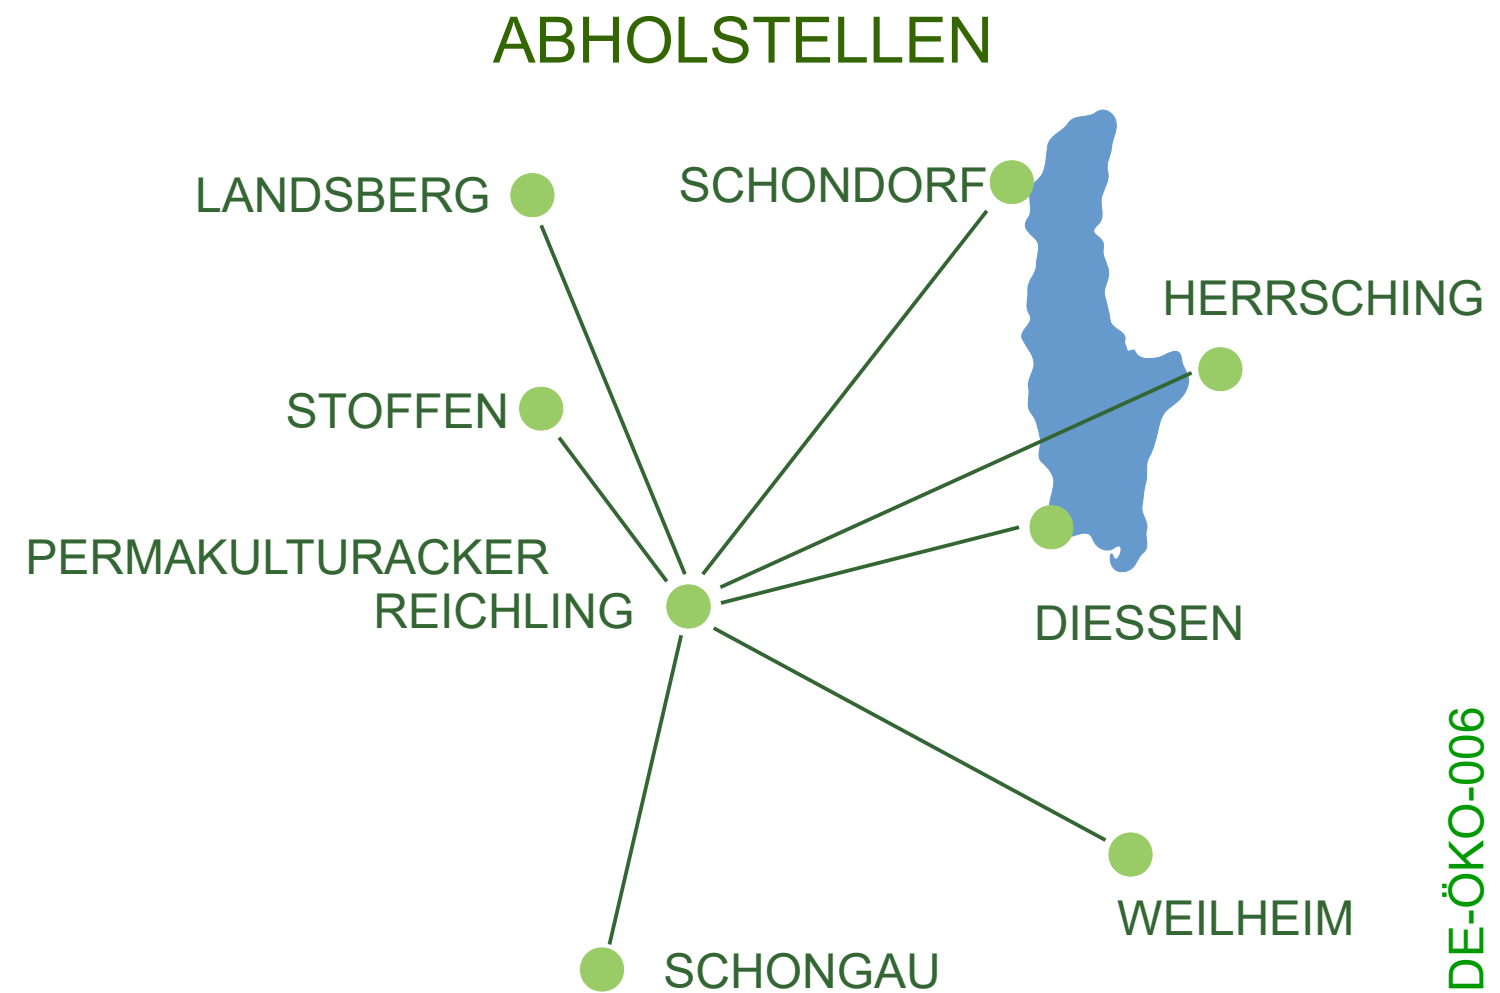 ABHOLSTELLEN
LANDSBERG
SCHONDORF
HERRSCHING
STOFFEN
PERMAKULTURACKER
REICHLING
DIESSEN
WEILHEIM
SCHONGAU
DE-ÖKO-006